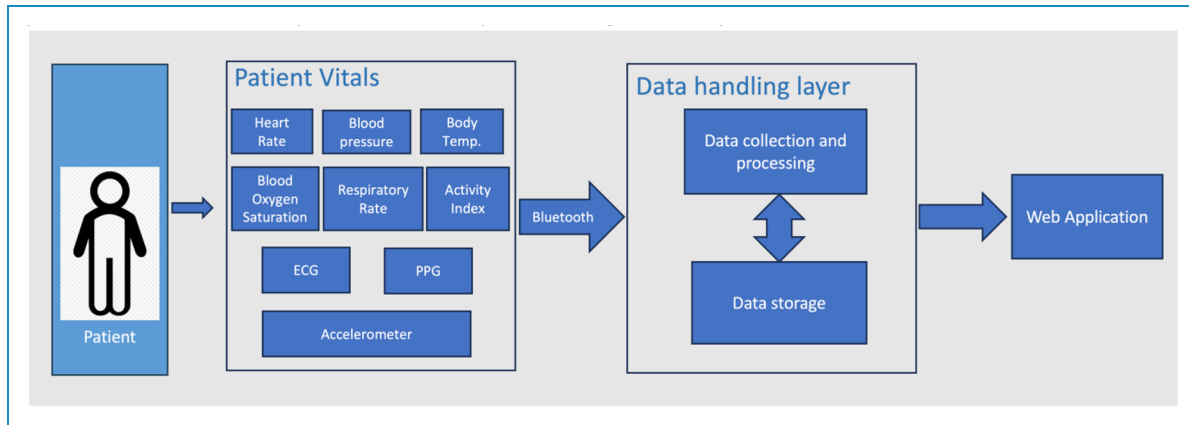 Patient
Patient Vitals
Heart
Rate
Blood
pressure
Body
Temp.
Blood
Oxygen
Saturation
Respiratory
Rate
Activity
Index
ECG
PPG
Accelerometer
Bluetooth
Data handling layer
Data collection and
processing
Data storage
Web Application